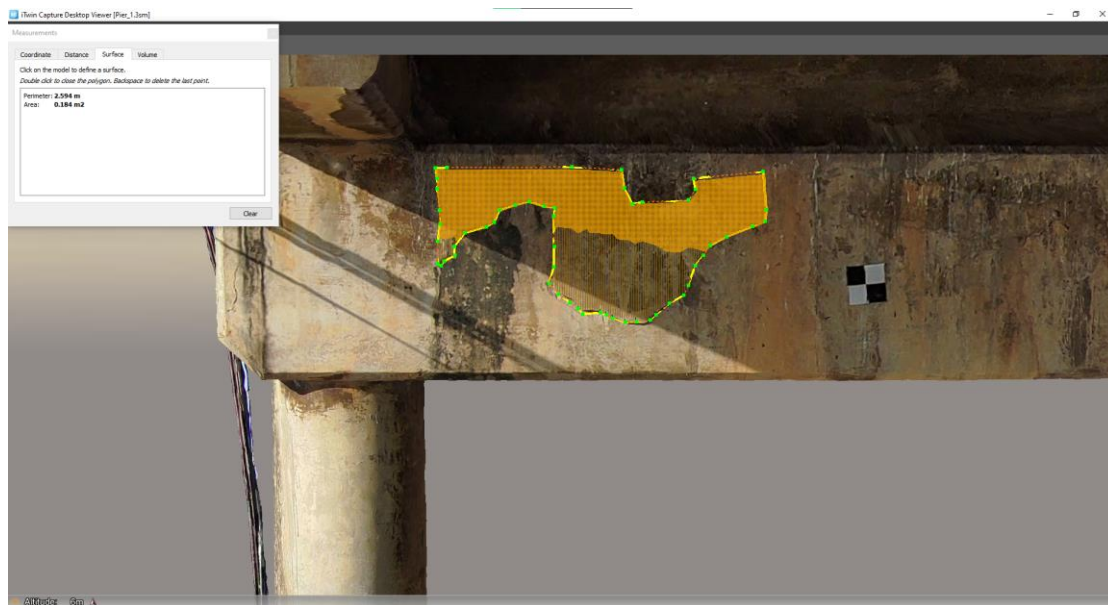 iTwin Capture Desktop Viewer [Pier_1.3sm]
Measurements
Coordinate Distance Surface Volume
Click on the model to define a surface.
Double click to close the polygon. Backspace to delete the last point.
Perimeter: 2.594 m
Area: 0.184 m2
Clear
Altitude: 6m